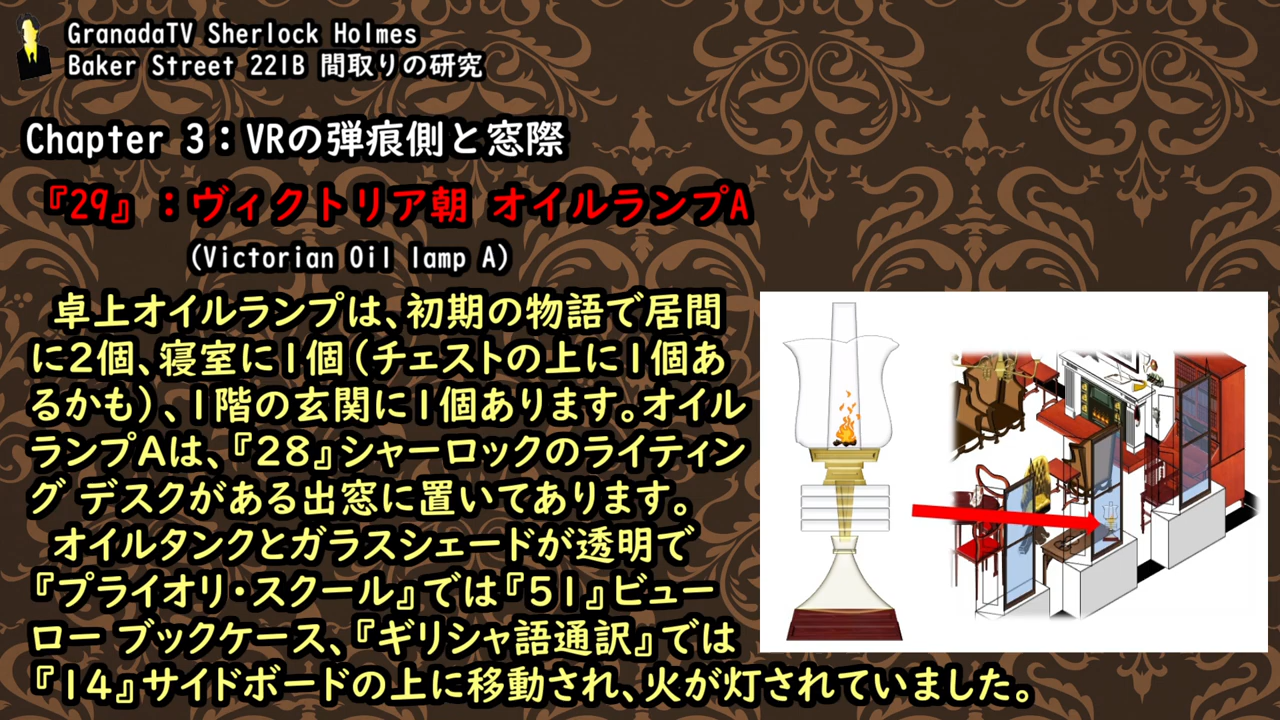 GranadaTV Sherlock Holmes
Baker Street 221B 間取りの研究
Chapter 3：VRの弾痕側と窓際
『29』：ヴィクトリア朝 オイルランプA
(Victorian Oil lamp A)
卓上オイルランプは、初期の物語で居間
に2個、寝室に1個（チェストの上に1個あ
るかも）、1階の玄関に1個あります。オイル
ランプAは、『28』シャーロックのライティン
グ デスクがある出窓に置いてあります。
オイルタンクとガラスシェードが透明で
『プライオリ・スクール』では『51』ビュー
ロー ブックケース、『ギリシャ語通訳』では
『14』サイドボードの上に移動され、火が灯されていました。